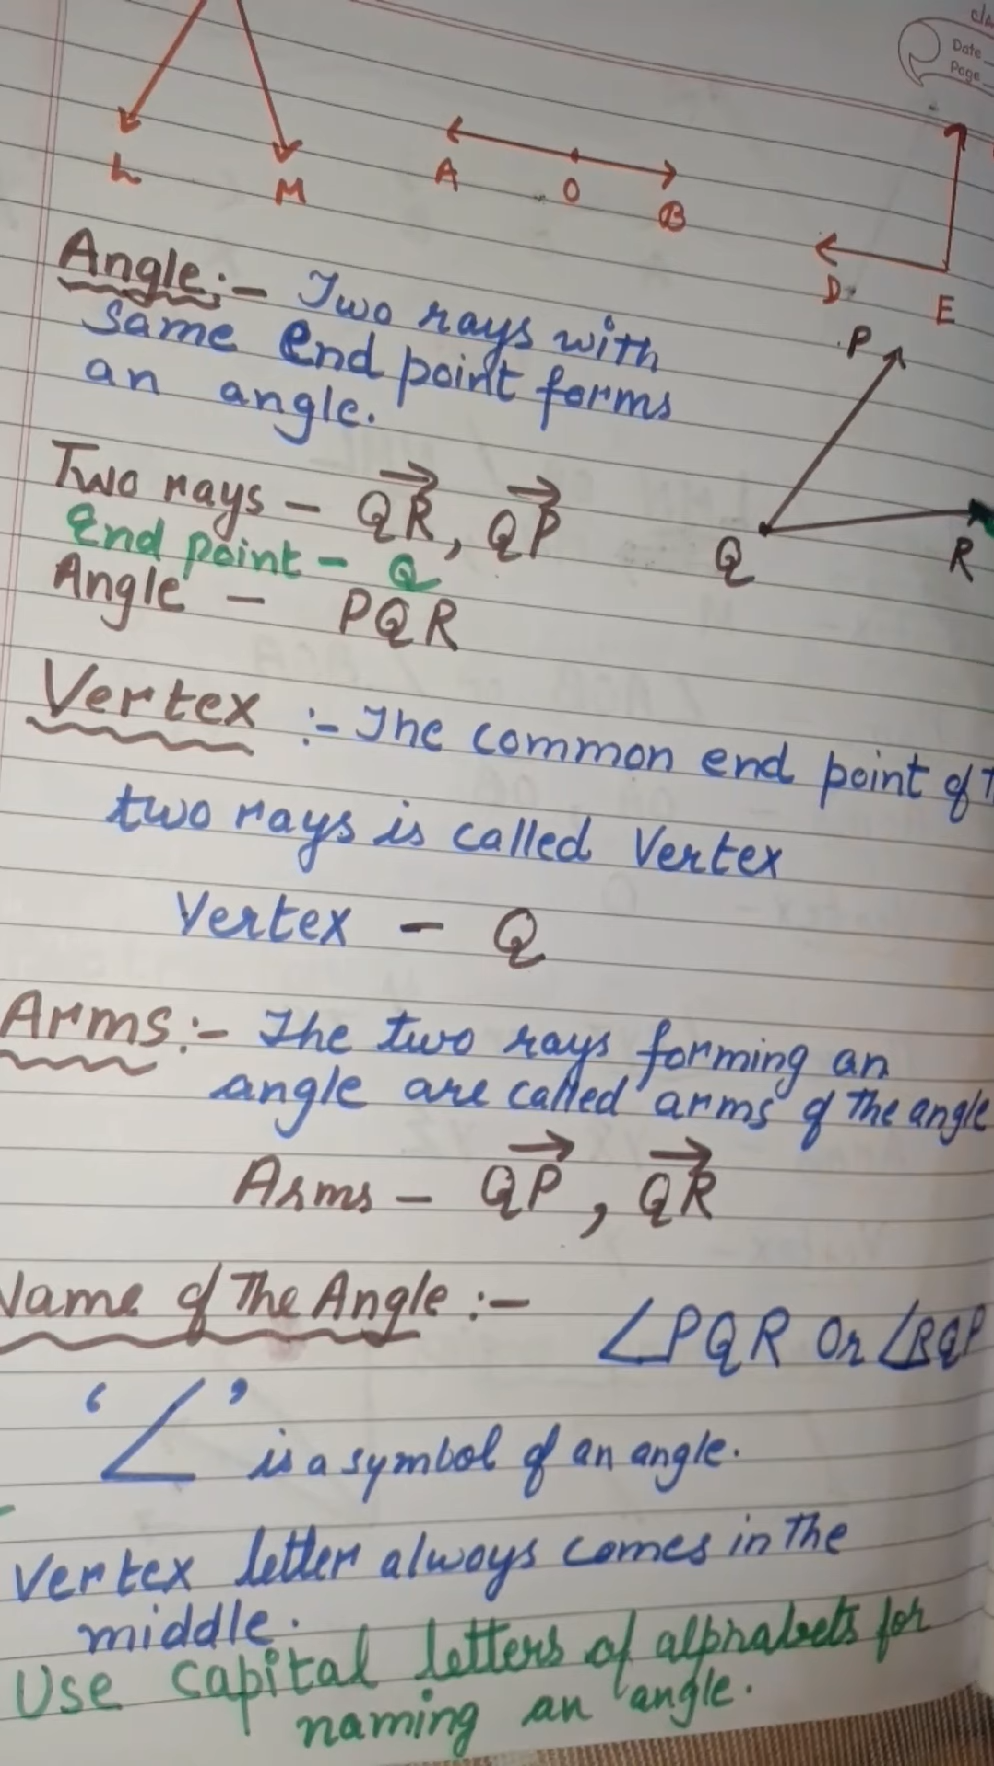 Date
Page
L
M
A
O
B
D
E
Angle:- Two rays with
same end point forms
an angle.
P
Q
R
Two rays - QR, QP
End point - Q
Angle - PQR
Vertex :- The common end point of
two rays is called Vertex
Vertex - Q
Arms:- The two rays forming an
angle are called arms of the angle
Arms - QP, QR
Name of The Angle :-
∠PQR or ∠RQP
'∠' is a symbol of an angle.
Vertex letter always comes in the
middle.
Use capital letters of alphabets for
naming an angle.